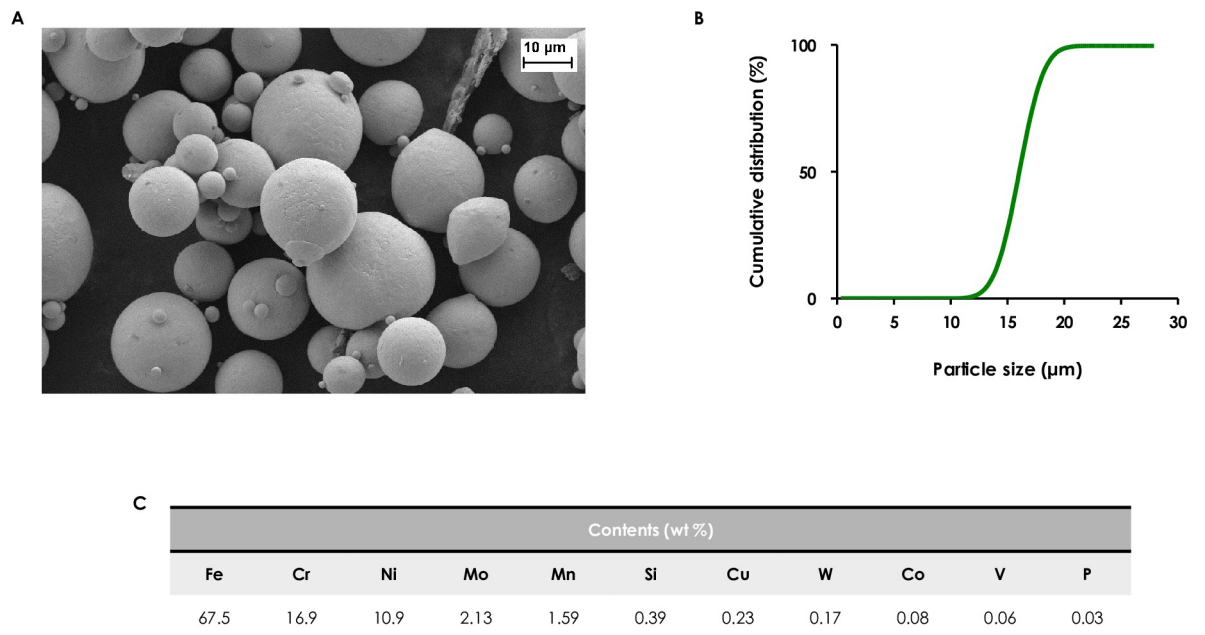 A
10 µm
B
Cumulative distribution (%)
100
50
0
0 5 10 15 20 25 30
Particle size (µm)
C
Contents (wt %)
Fe Cr Ni Mo Mn Si Cu W Co V P
67.5 16.9 10.9 2.13 1.59 0.39 0.23 0.17 0.08 0.06 0.03